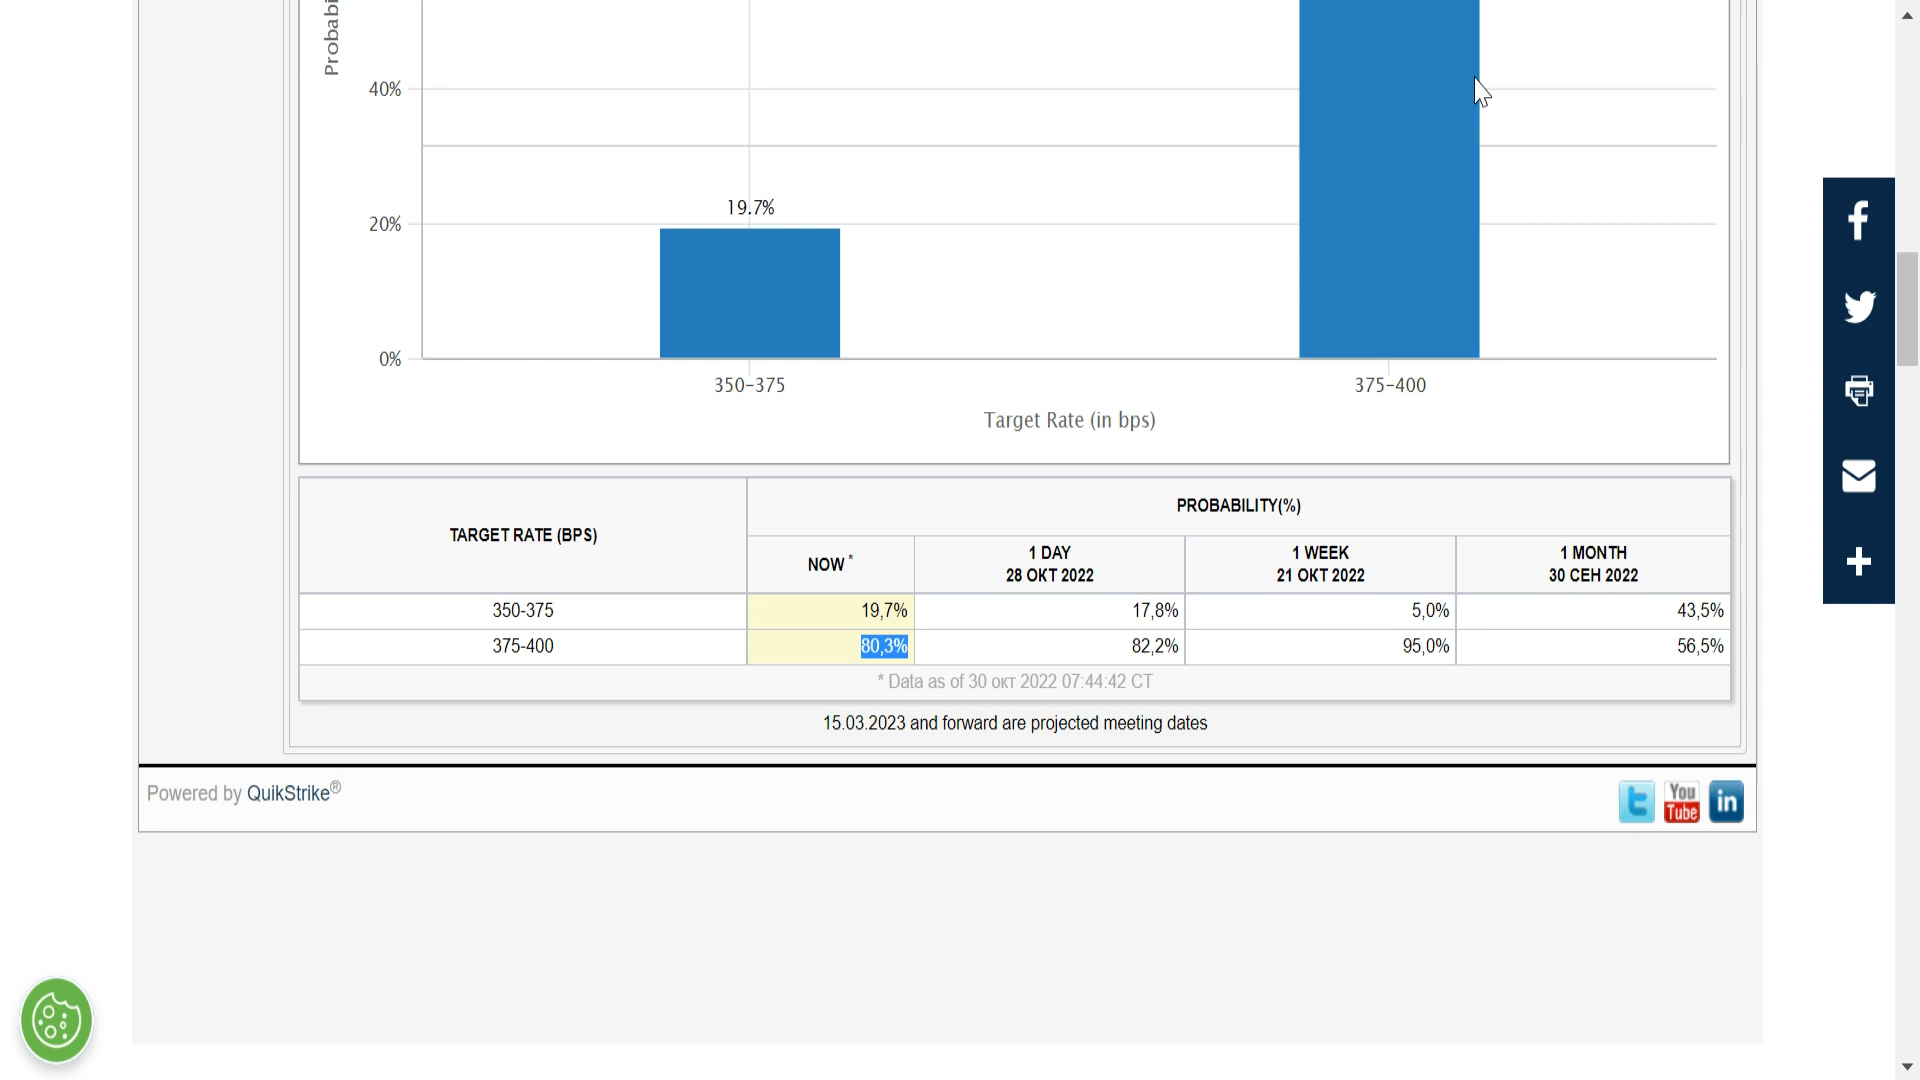 Probabi
40%
19.7%
20%
0%
350-375
375-400
Target Rate (in bps)
TARGET RATE (BPS)
PROBABILITY(%)
NOW *
1 DAY
28 ОКТ 2022
1 WEEK
21 ОКТ 2022
1 MONTH
30 СЕН 2022
350-375 19,7% 17,8% 5,0% 43,5%
375-400 80,3% 82,2% 95,0% 56,5%
* Data as of 30 окт 2022 07:44:42 CT
15.03.2023 and forward are projected meeting dates
Powered by QuikStrike®
You
Tube
in